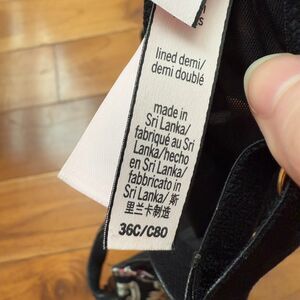 lined demi/
demi doublé
made in
Sri Lanka/
fabriqué au Sri
Lanka/hecho
en Sri Lanka/
fabbricato in
Sri Lanka/ 斯
里兰卡制造
36C/C80